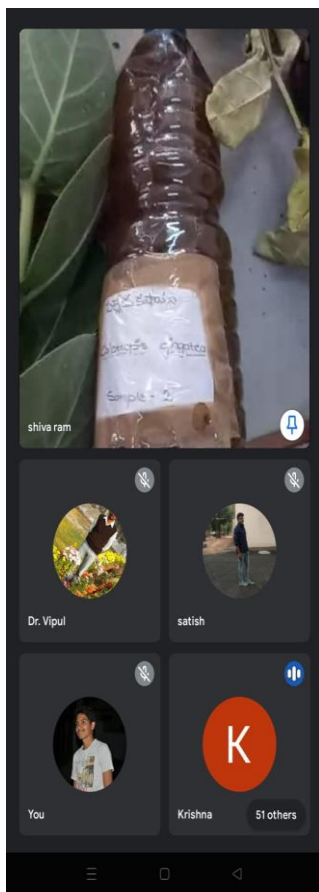 Sample - 2
shiva ram
Dr. Vipul
satish
You
K
Krishna
51 others